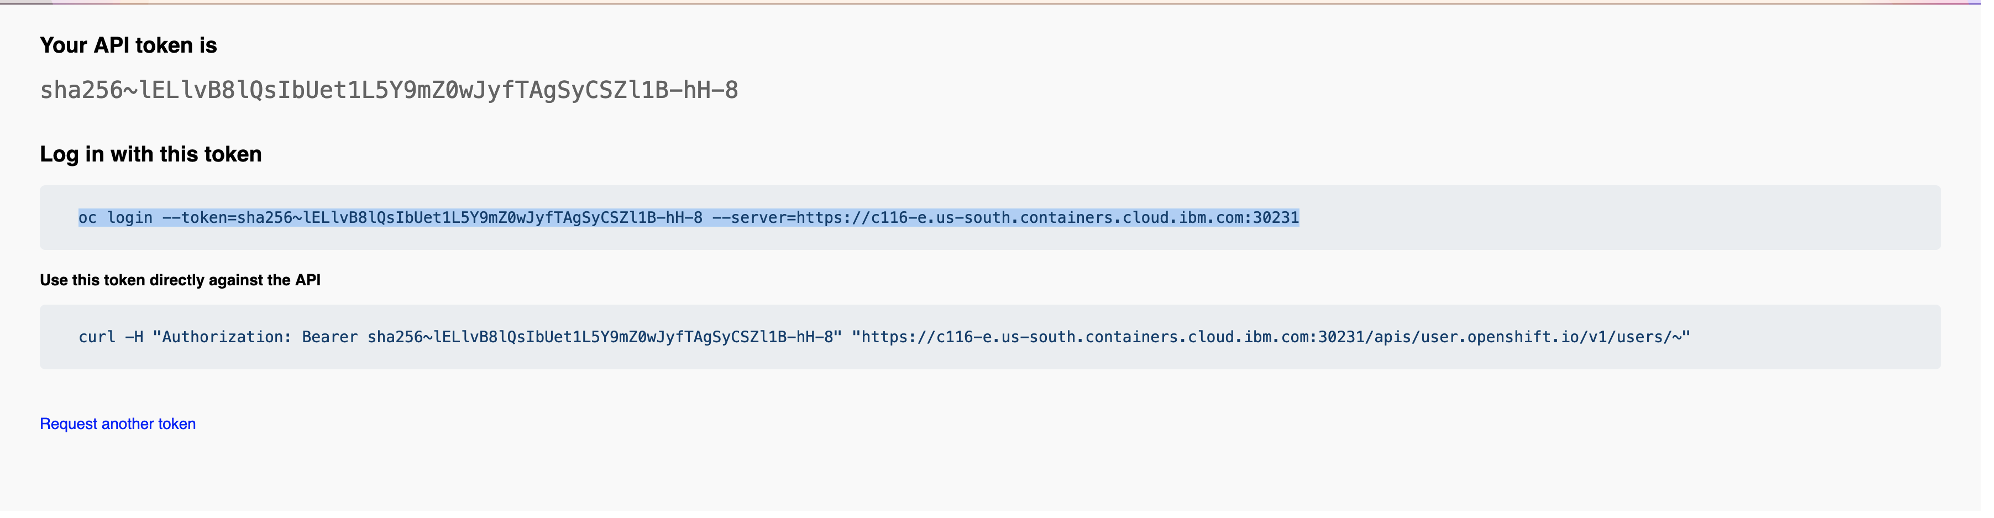 Your API token is
sha256~lELlvB8lQsIbUet1L5Y9mZ0wJyfTAgSyCSZl1B-hH-8
Log in with this token
oc login --token=sha256~lELlvB8lQsIbUet1L5Y9mZ0wJyfTAgSyCSZl1B-hH-8 --server=https://c116-e.us-south.containers.cloud.ibm.com:30231
Use this token directly against the API
curl -H "Authorization: Bearer sha256~lELlvB8lQsIbUet1L5Y9mZ0wJyfTAgSyCSZl1B-hH-8" "https://c116-e.us-south.containers.cloud.ibm.com:30231/apis/user.openshift.io/v1/users/~"
Request another token